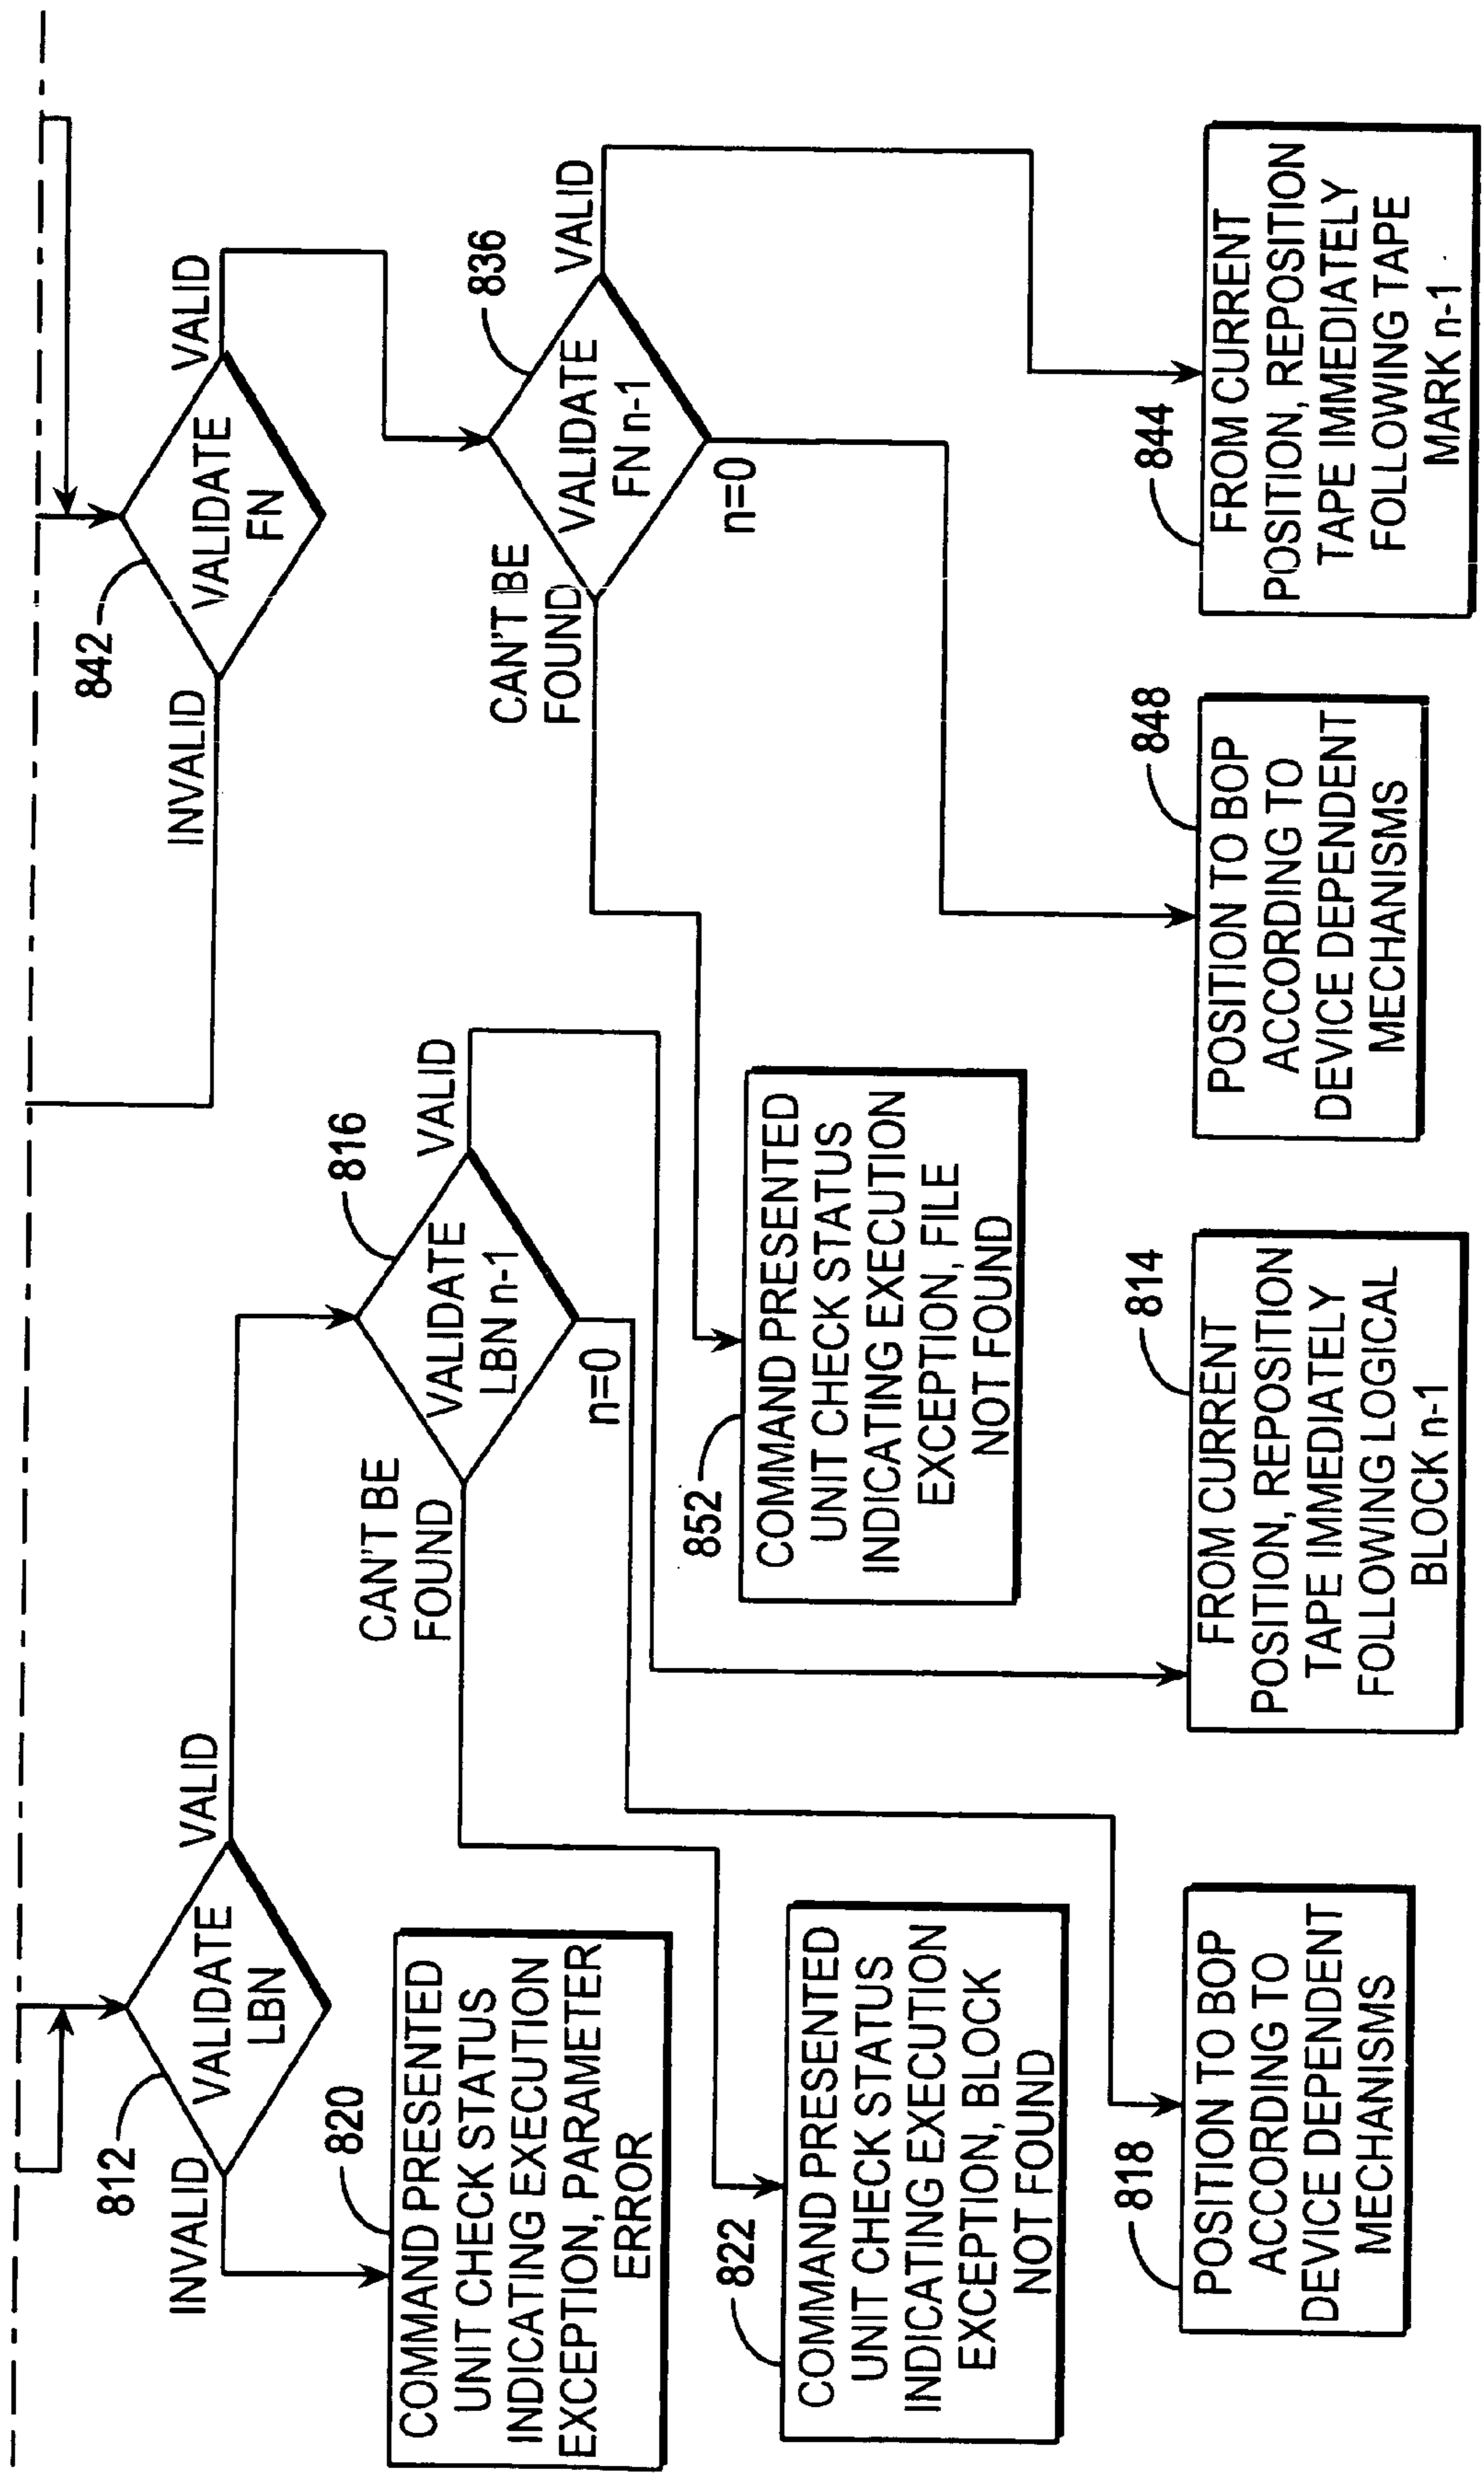 812
VALIDATE
LBN
INVALID
VALID
842
VALIDATE
FN
INVALID
VALID
816
VALIDATE
LBN n-1
CAN'T BE
FOUND
n=0
VALID
836
VALIDATE
FN n-1
CAN'T BE
FOUND
n=0
VALID
820
COMMAND PRESENTED
UNIT CHECK STATUS
INDICATING EXECUTION
EXCEPTION, PARAMETER
ERROR
822
COMMAND PRESENTED
UNIT CHECK STATUS
INDICATING EXECUTION
EXCEPTION, BLOCK
NOT FOUND
852
COMMAND PRESENTED
UNIT CHECK STATUS
INDICATING EXECUTION
EXCEPTION, FILE
NOT FOUND
818
POSITION TO BOP
ACCORDING TO
DEVICE DEPENDENT
MECHANISMS
814
FROM CURRENT
POSITION, REPOSITION
TAPE IMMEDIATELY
FOLLOWING LOGICAL
BLOCK n-1
848
POSITION TO BOP
ACCORDING TO
DEVICE DEPENDENT
MECHANISMS
844
FROM CURRENT
POSITION, REPOSITION
TAPE IMMEDIATELY
FOLLOWING TAPE
MARK n-1